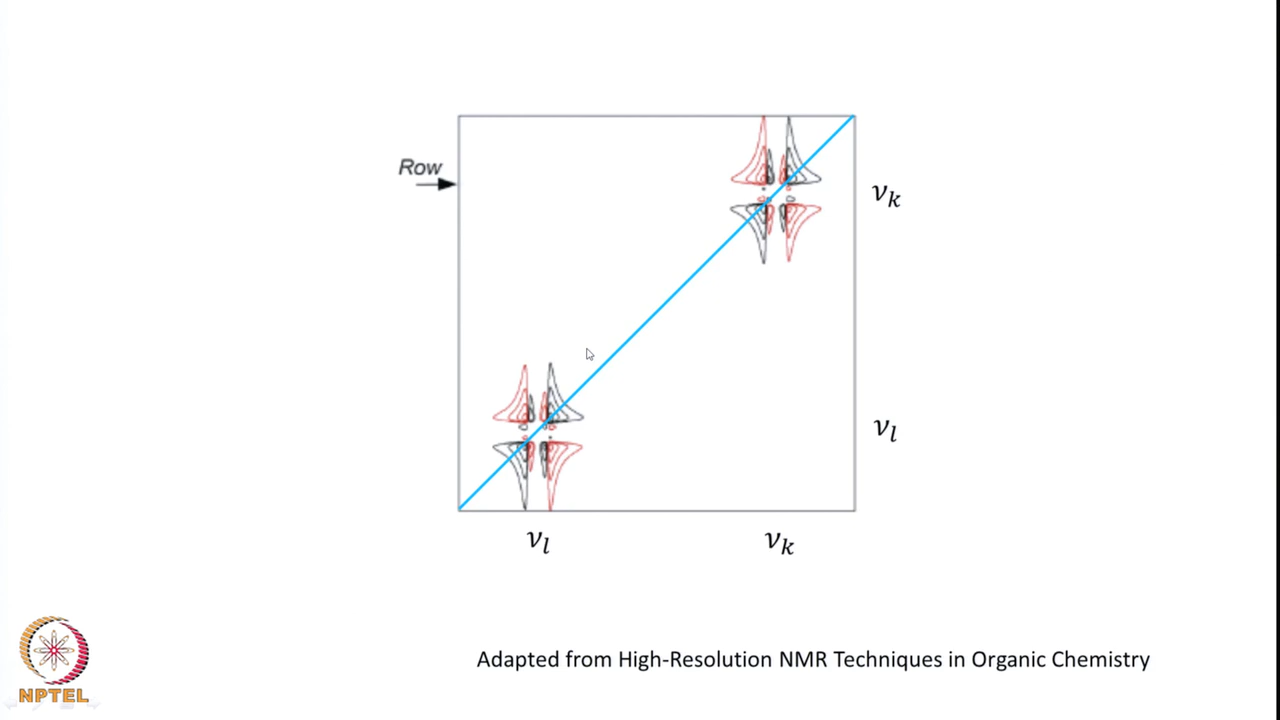 Row
νk
νl
νl νk
Adapted from High-Resolution NMR Techniques in Organic Chemistry
NPTEL